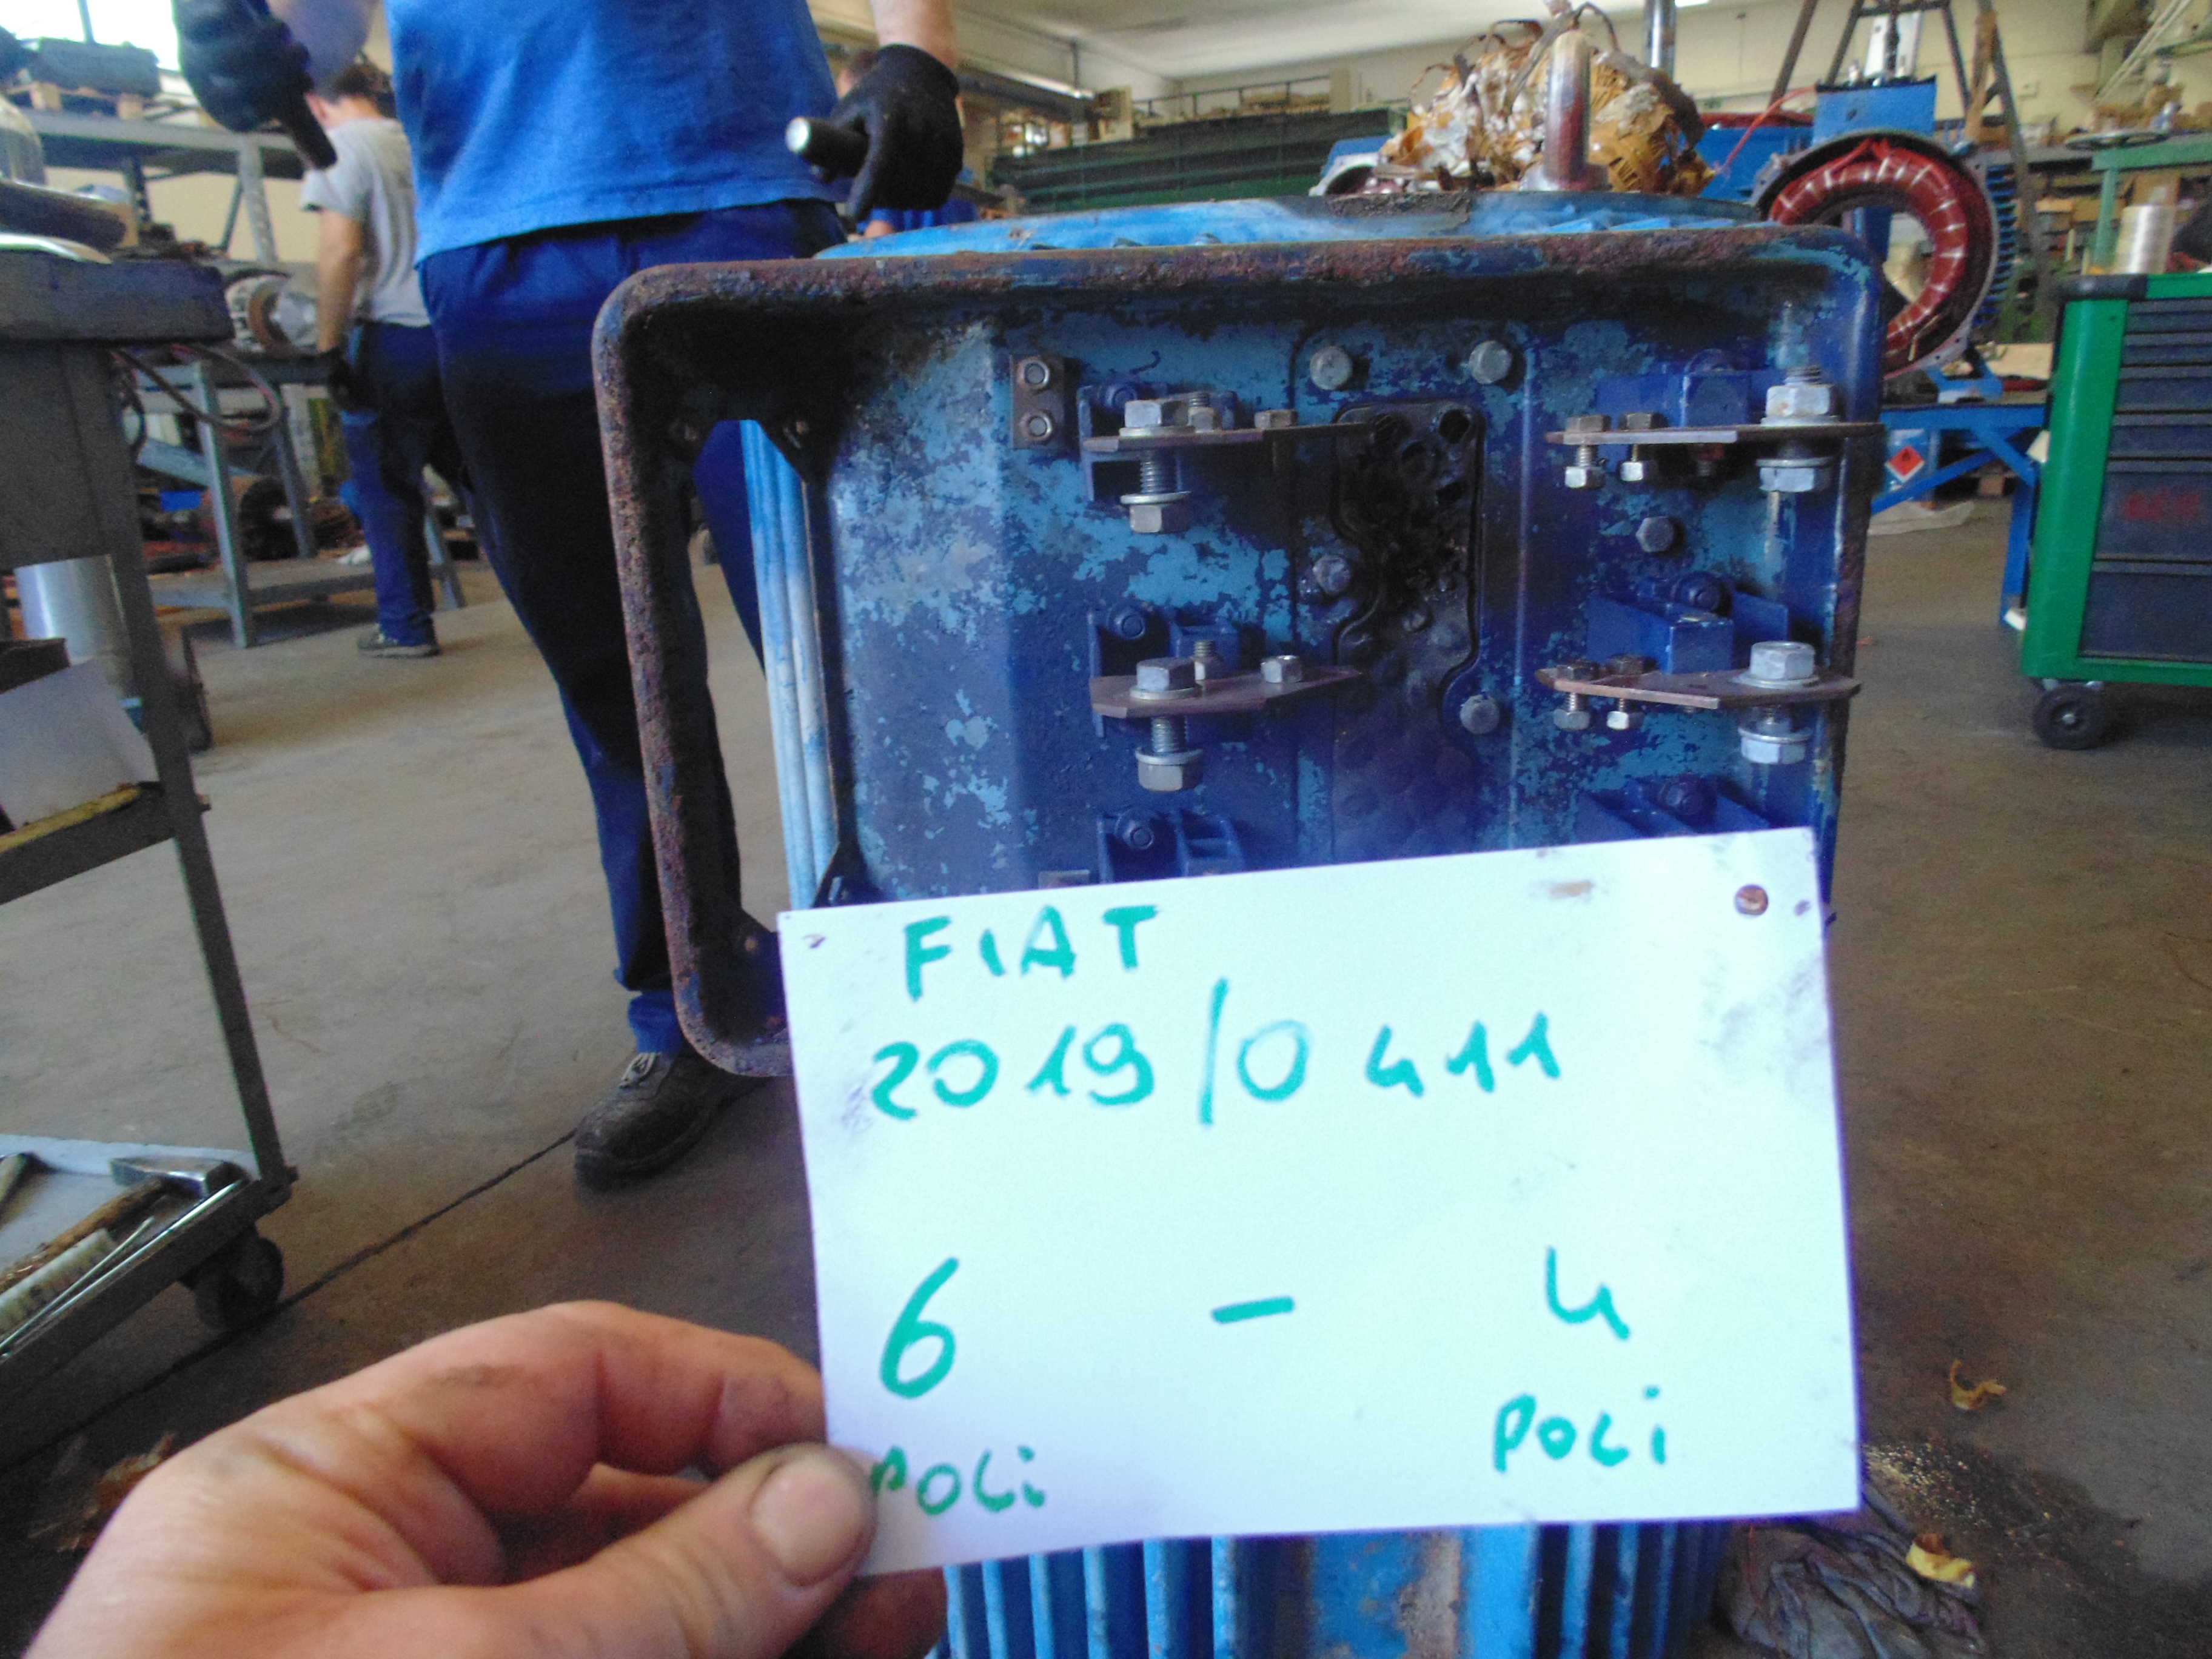 FIAT
2019/0411
6 - 4
POLi POLi